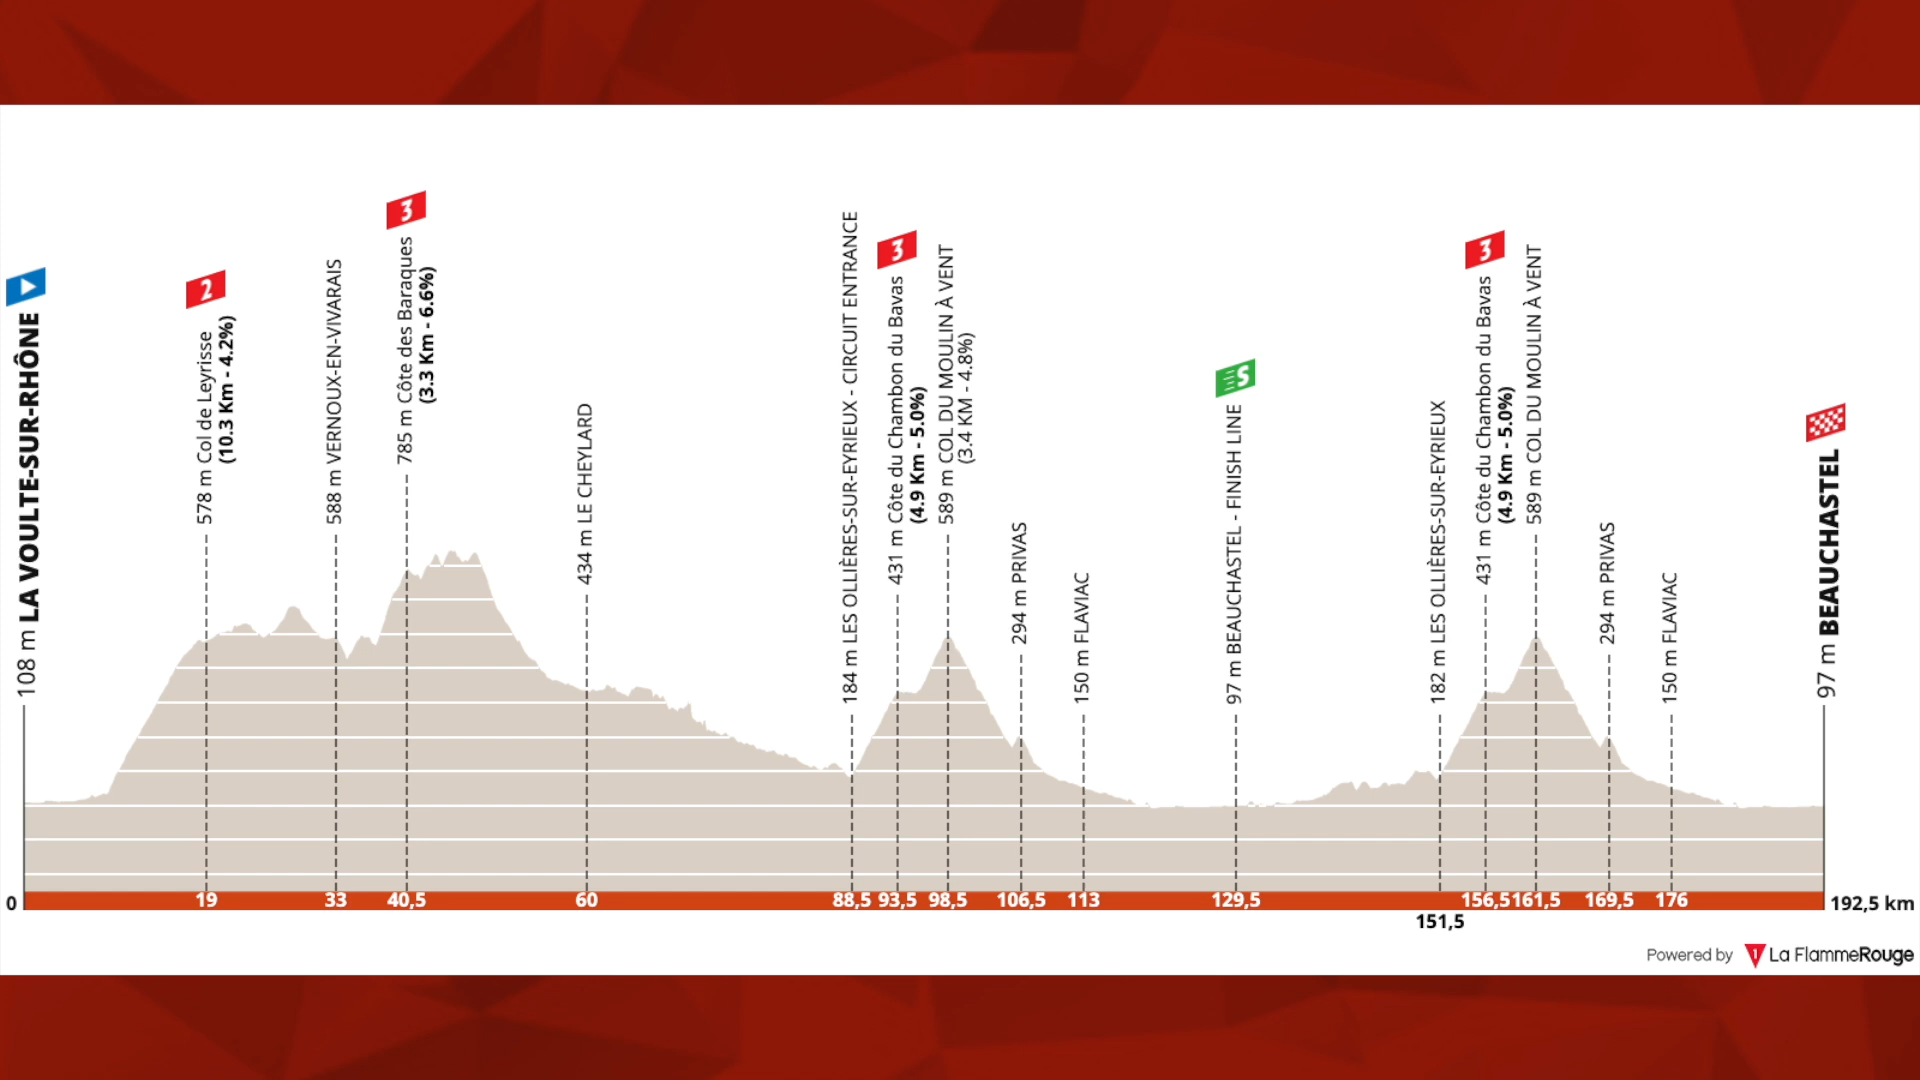 108 m LA VOULTE-SUR-RHÔNE
2
578 m Col de Leyrisse
(10.3 Km - 4.2%)
588 m VERNOUX-EN-VIVARAIS
3
785 m Côte des Baraques
(3.3 Km - 6.6%)
434 m LE CHEYLARD
184 m LES OLLIÈRES-SUR-EYRIEUX - CIRCUIT ENTRANCE
3
431 m Côte du Chambon du Bavas
(4.9 Km - 5.0%)
589 m COL DU MOULIN À VENT
(3.4 KM - 4.8%)
294 m PRIVAS
150 m FLAVIAC
S
97 m BEAUCHASTEL - FINISH LINE
182 m LES OLLIÈRES-SUR-EYRIEUX
3
431 m Côte du Chambon du Bavas
(4.9 Km - 5.0%)
589 m COL DU MOULIN À VENT
294 m PRIVAS
150 m FLAVIAC
97 m BEAUCHASTEL
0 19 33 40,5 60 88,5 93,5 98,5 106,5 113 129,5 156,5 161,5 169,5 176 192,5 km
151,5
Powered by 1 La FlammeRouge